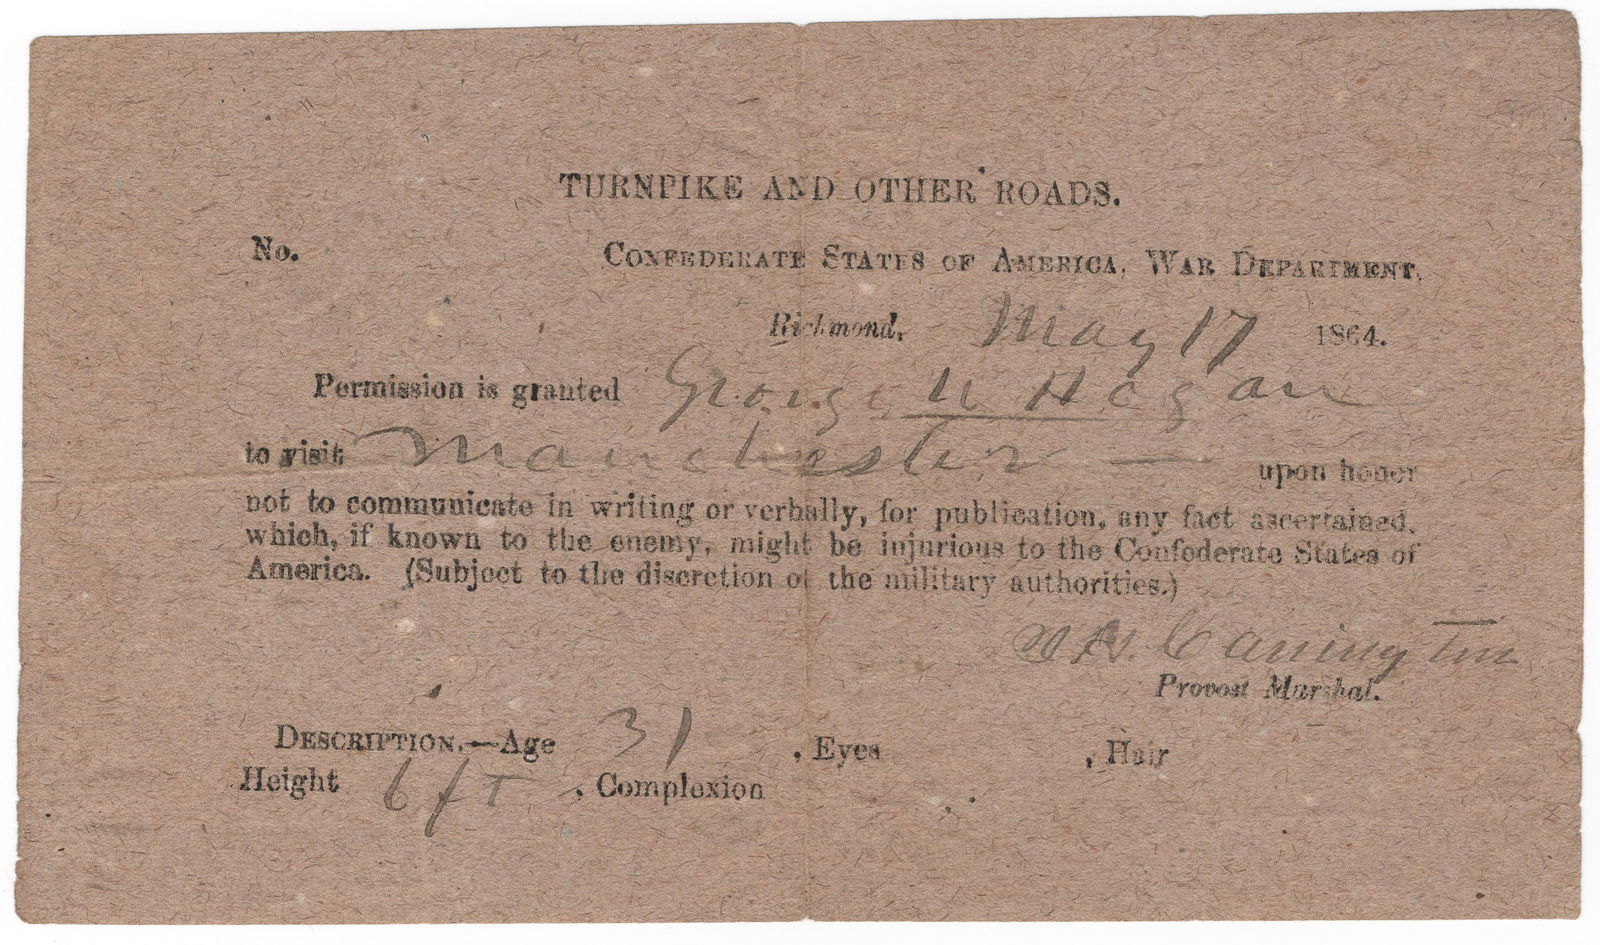 TURNPIKE AND OTHER ROADS.
No. CONFEDERATE STATES OF AMERICA, WAR DEPARTMENT,
Richmond, May 17 1864.
Permission is granted George W Hogan
to visit Manchester — upon honor
not to communicate in writing or verbally, for publication, any fact ascertained,
which, if known to the enemy, might be injurious to the Confederate States of
America. (Subject to the discretion of the military authorities.)
Provost Marshal.
DESCRIPTION.—Age 31, Eyes , Hair
Height 6 ft, Complexion